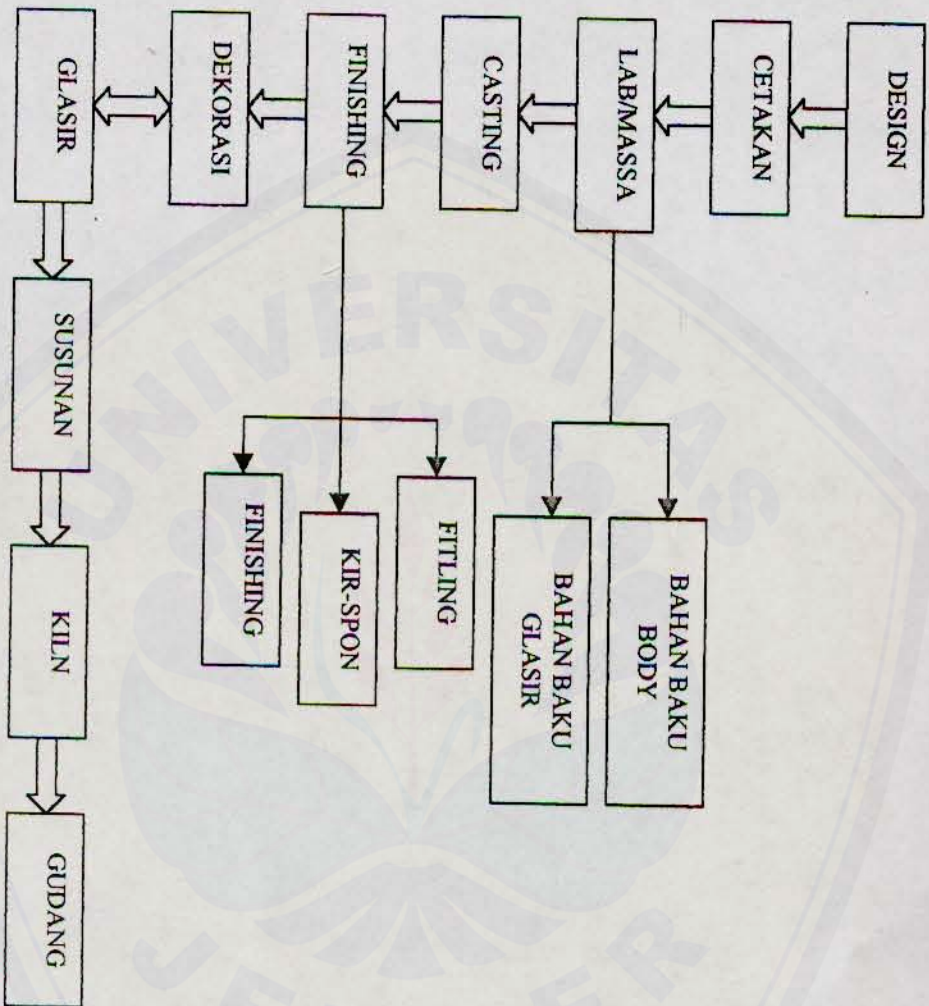 DESIGN
CETAKAN
LAB/MASSA
BAHAN BAKU
BODY
BAHAN BAKU
GLASIR
CASTING
FINISHING
FITLING
KIR-SPON
FINISHING
DEKORASI
GLASIR
SUSUNAN
KILN
GUDANG
UNIVERSITAS